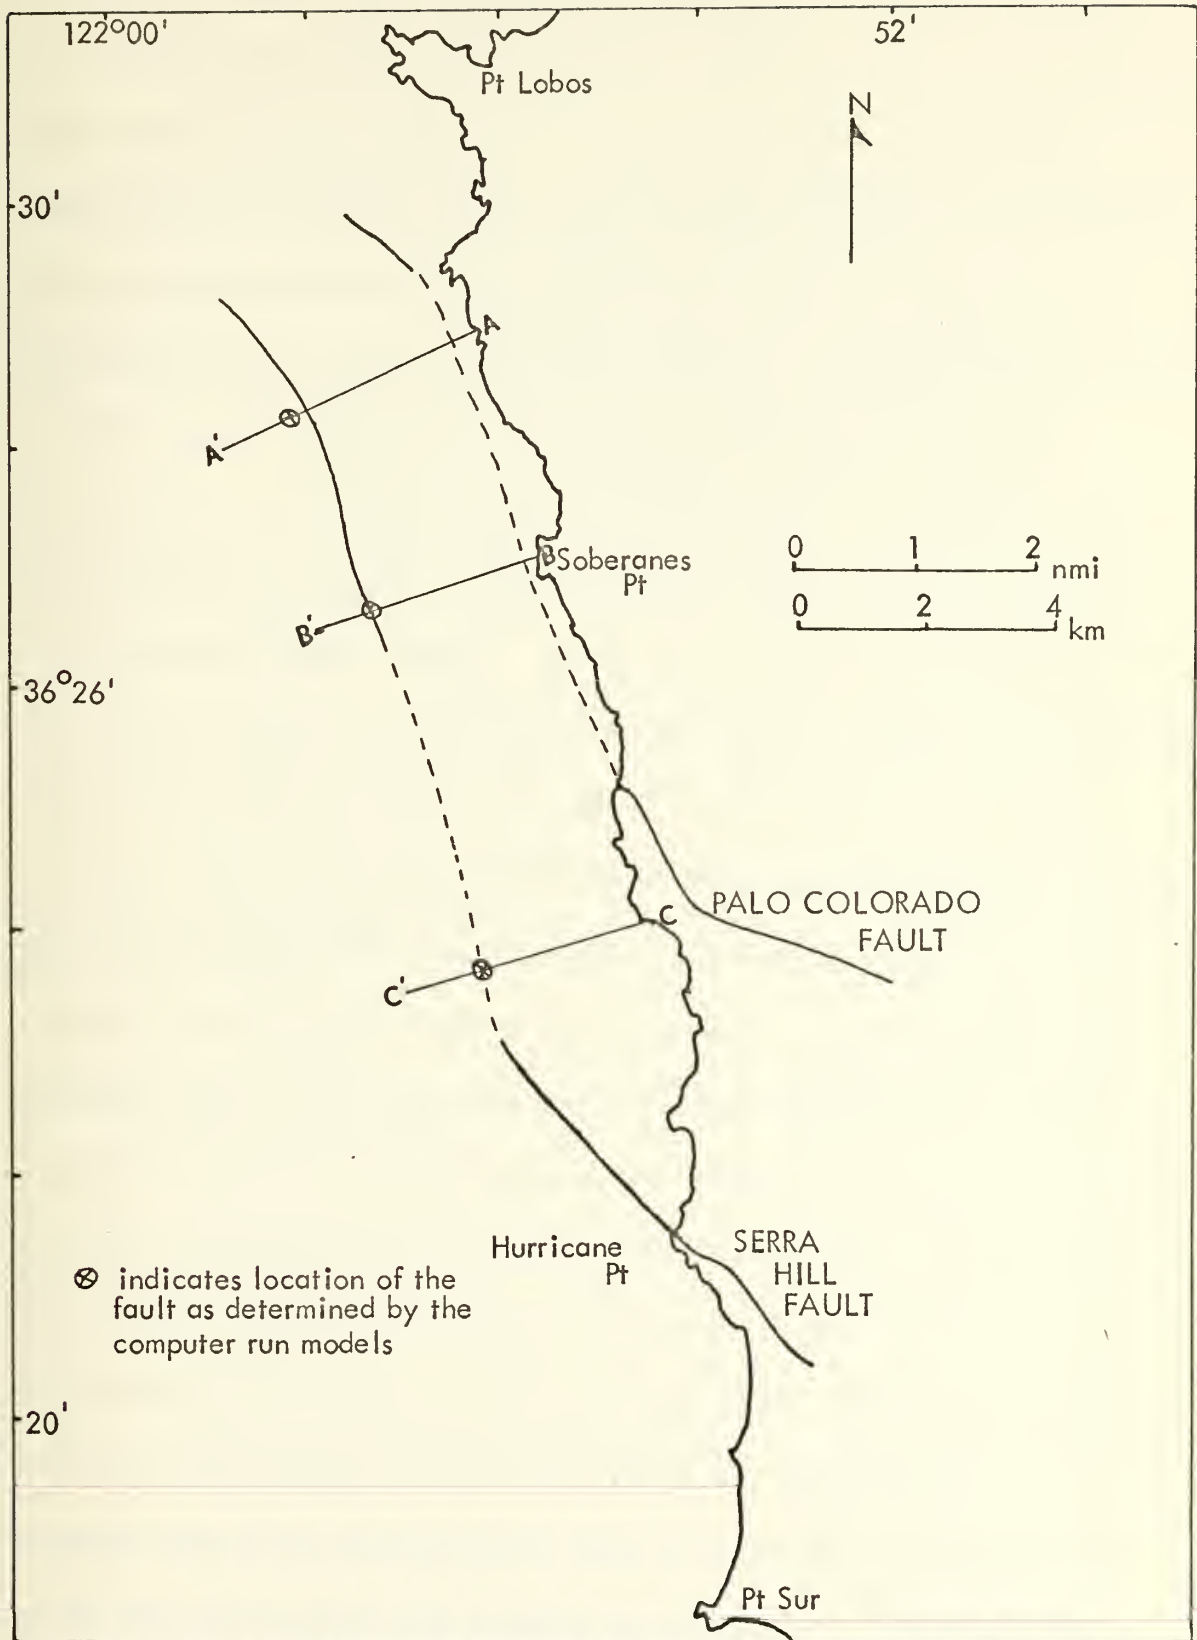 122°00'
52'
Pt Lobos
N
30'
A
A'
0 1 2
nmi
B
Soberanes
Pt
0 2 4
km
B'
36°26'
PALO COLORADO
FAULT
C
C'
Hurricane
Pt
SERRA
HILL
FAULT
⊗ indicates location of the
fault as determined by the
computer run models
20'
Pt Sur